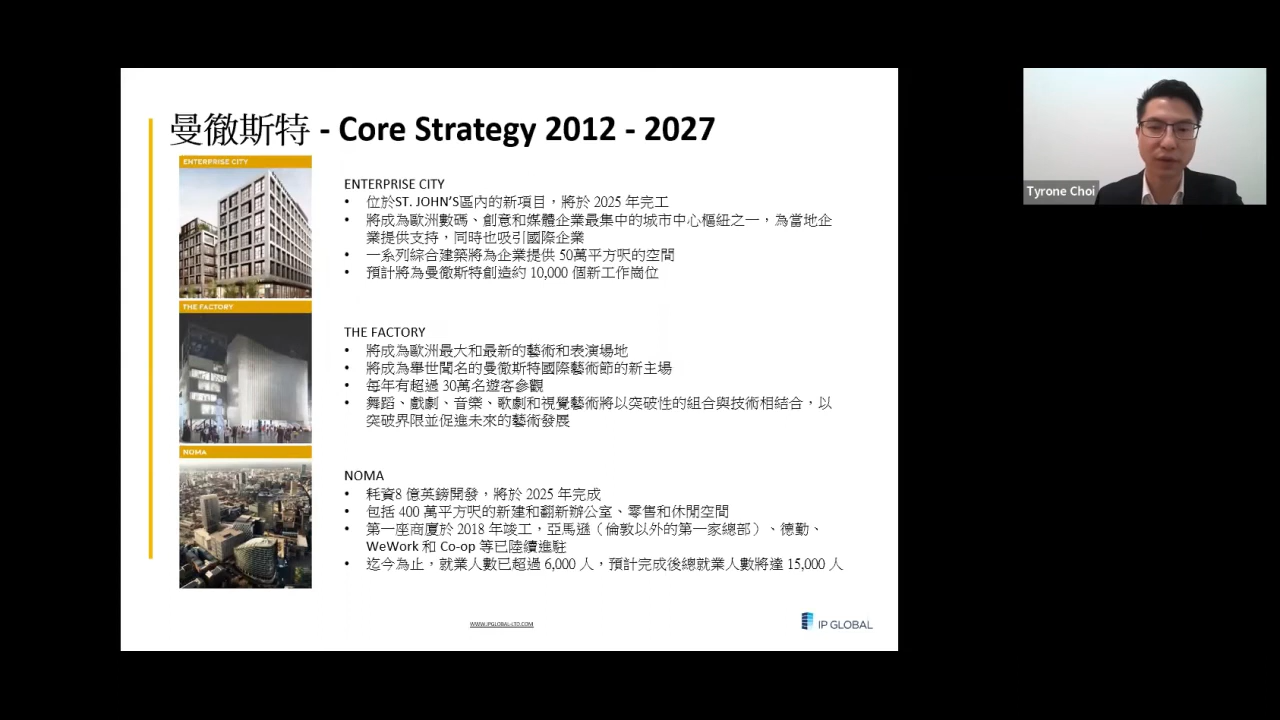 曼徹斯特 - Core Strategy 2012 - 2027
ENTERPRISE CITY
ENTERPRISE CITY
• 位於ST. JOHN’S區內的新項目，將於 2025 年完工
• 將成為歐洲數碼、創意和媒體企業最集中的城市中心樞紐之一，為當地企
業提供支持，同時也吸引國際企業
• 一系列綜合建築將為企業提供 50萬平方呎的空間
• 預計將為曼徹斯特創造約 10,000 個新工作崗位
THE FACTORY
THE FACTORY
• 將成為歐洲最大和最新的藝術和表演場地
• 將成為舉世聞名的曼徹斯特國際藝術節的新主場
• 每年有超過 30萬名遊客參觀
• 舞蹈、戲劇、音樂、歌劇和視覺藝術將以突破性的組合與技術相結合，以
突破界限並促進未來的藝術發展
NOMA
NOMA
• 耗資8 億英鎊開發，將於 2025 年完成
• 包括 400 萬平方呎的新建和翻新辦公室、零售和休閒空間
• 第一座商廈於 2018 年竣工，亞馬遜（倫敦以外的第一家總部）、德勤、
WeWork 和 Co-op 等已陸續進駐
• 迄今為止，就業人數已超過 6,000 人，預計完成後總就業人數將達 15,000 人
WWW.IPGLOBAL-LTD.COM
IP GLOBAL
Tyrone Choi